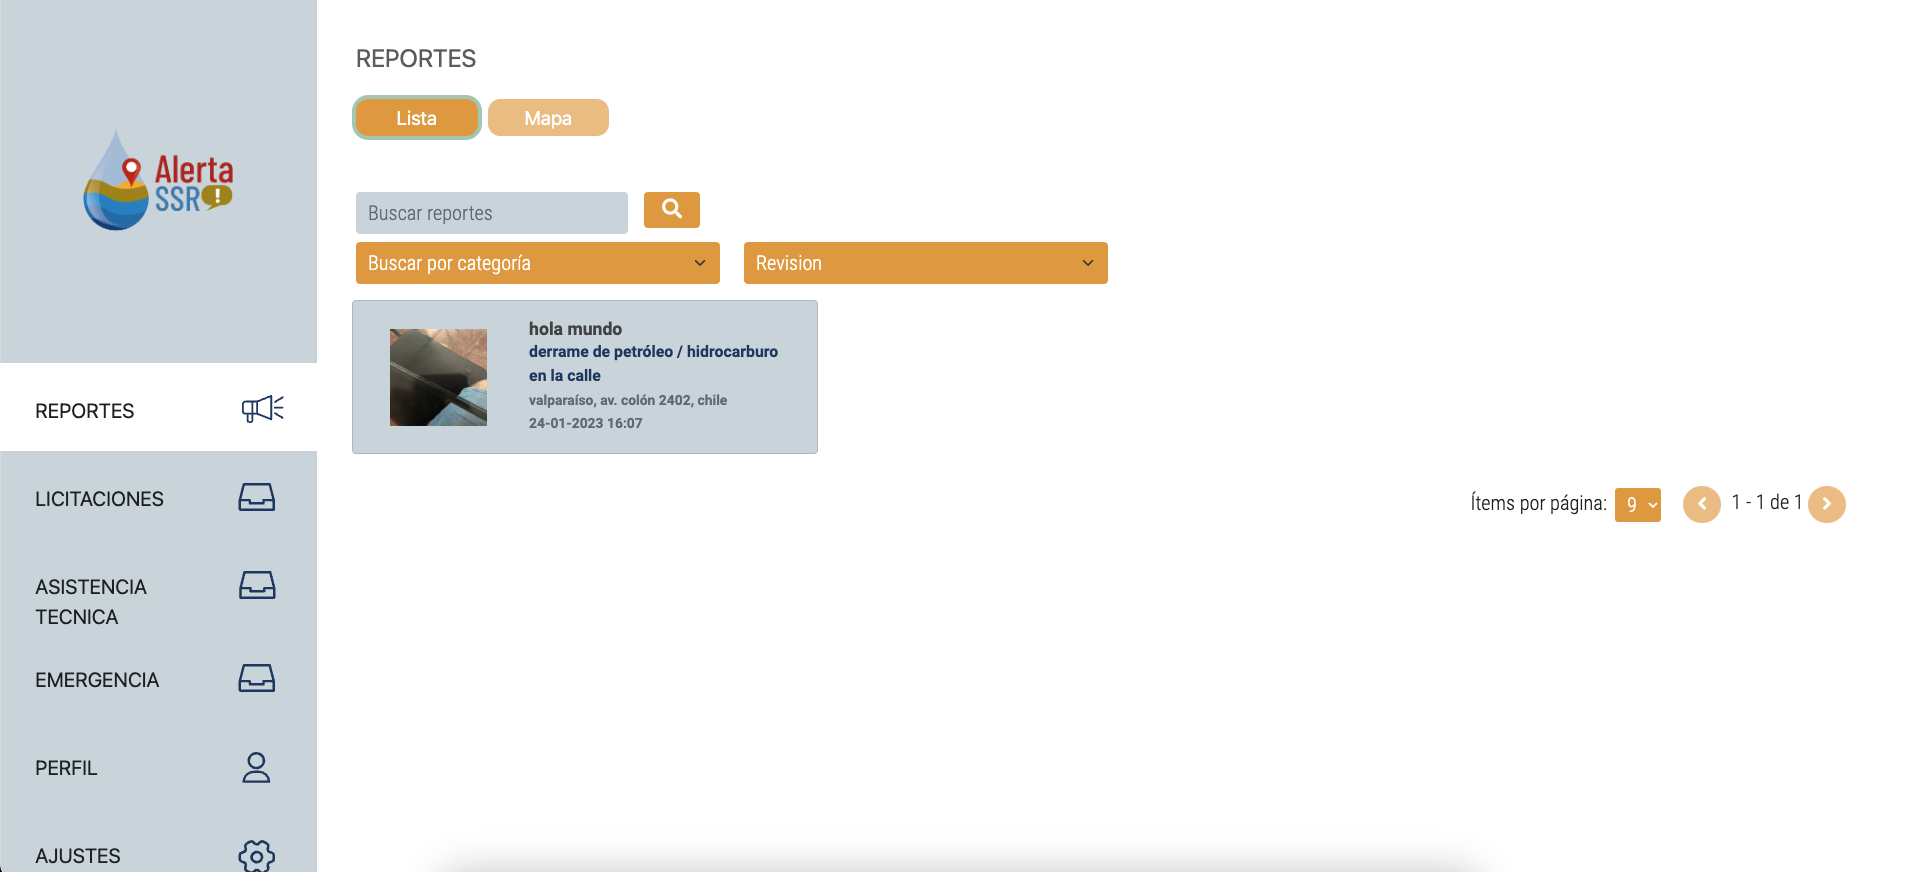 Alerta
SSR!
REPORTES
LICITACIONES
ASISTENCIA
TECNICA
EMERGENCIA
PERFIL
AJUSTES
REPORTES
Lista
Mapa
Buscar reportes
Buscar por categoría
Revision
hola mundo
derrame de petróleo / hidrocarburo
en la calle
valparaíso, av. colón 2402, chile
24-01-2023 16:07
Ítems por página: 9 1 - 1 de 1